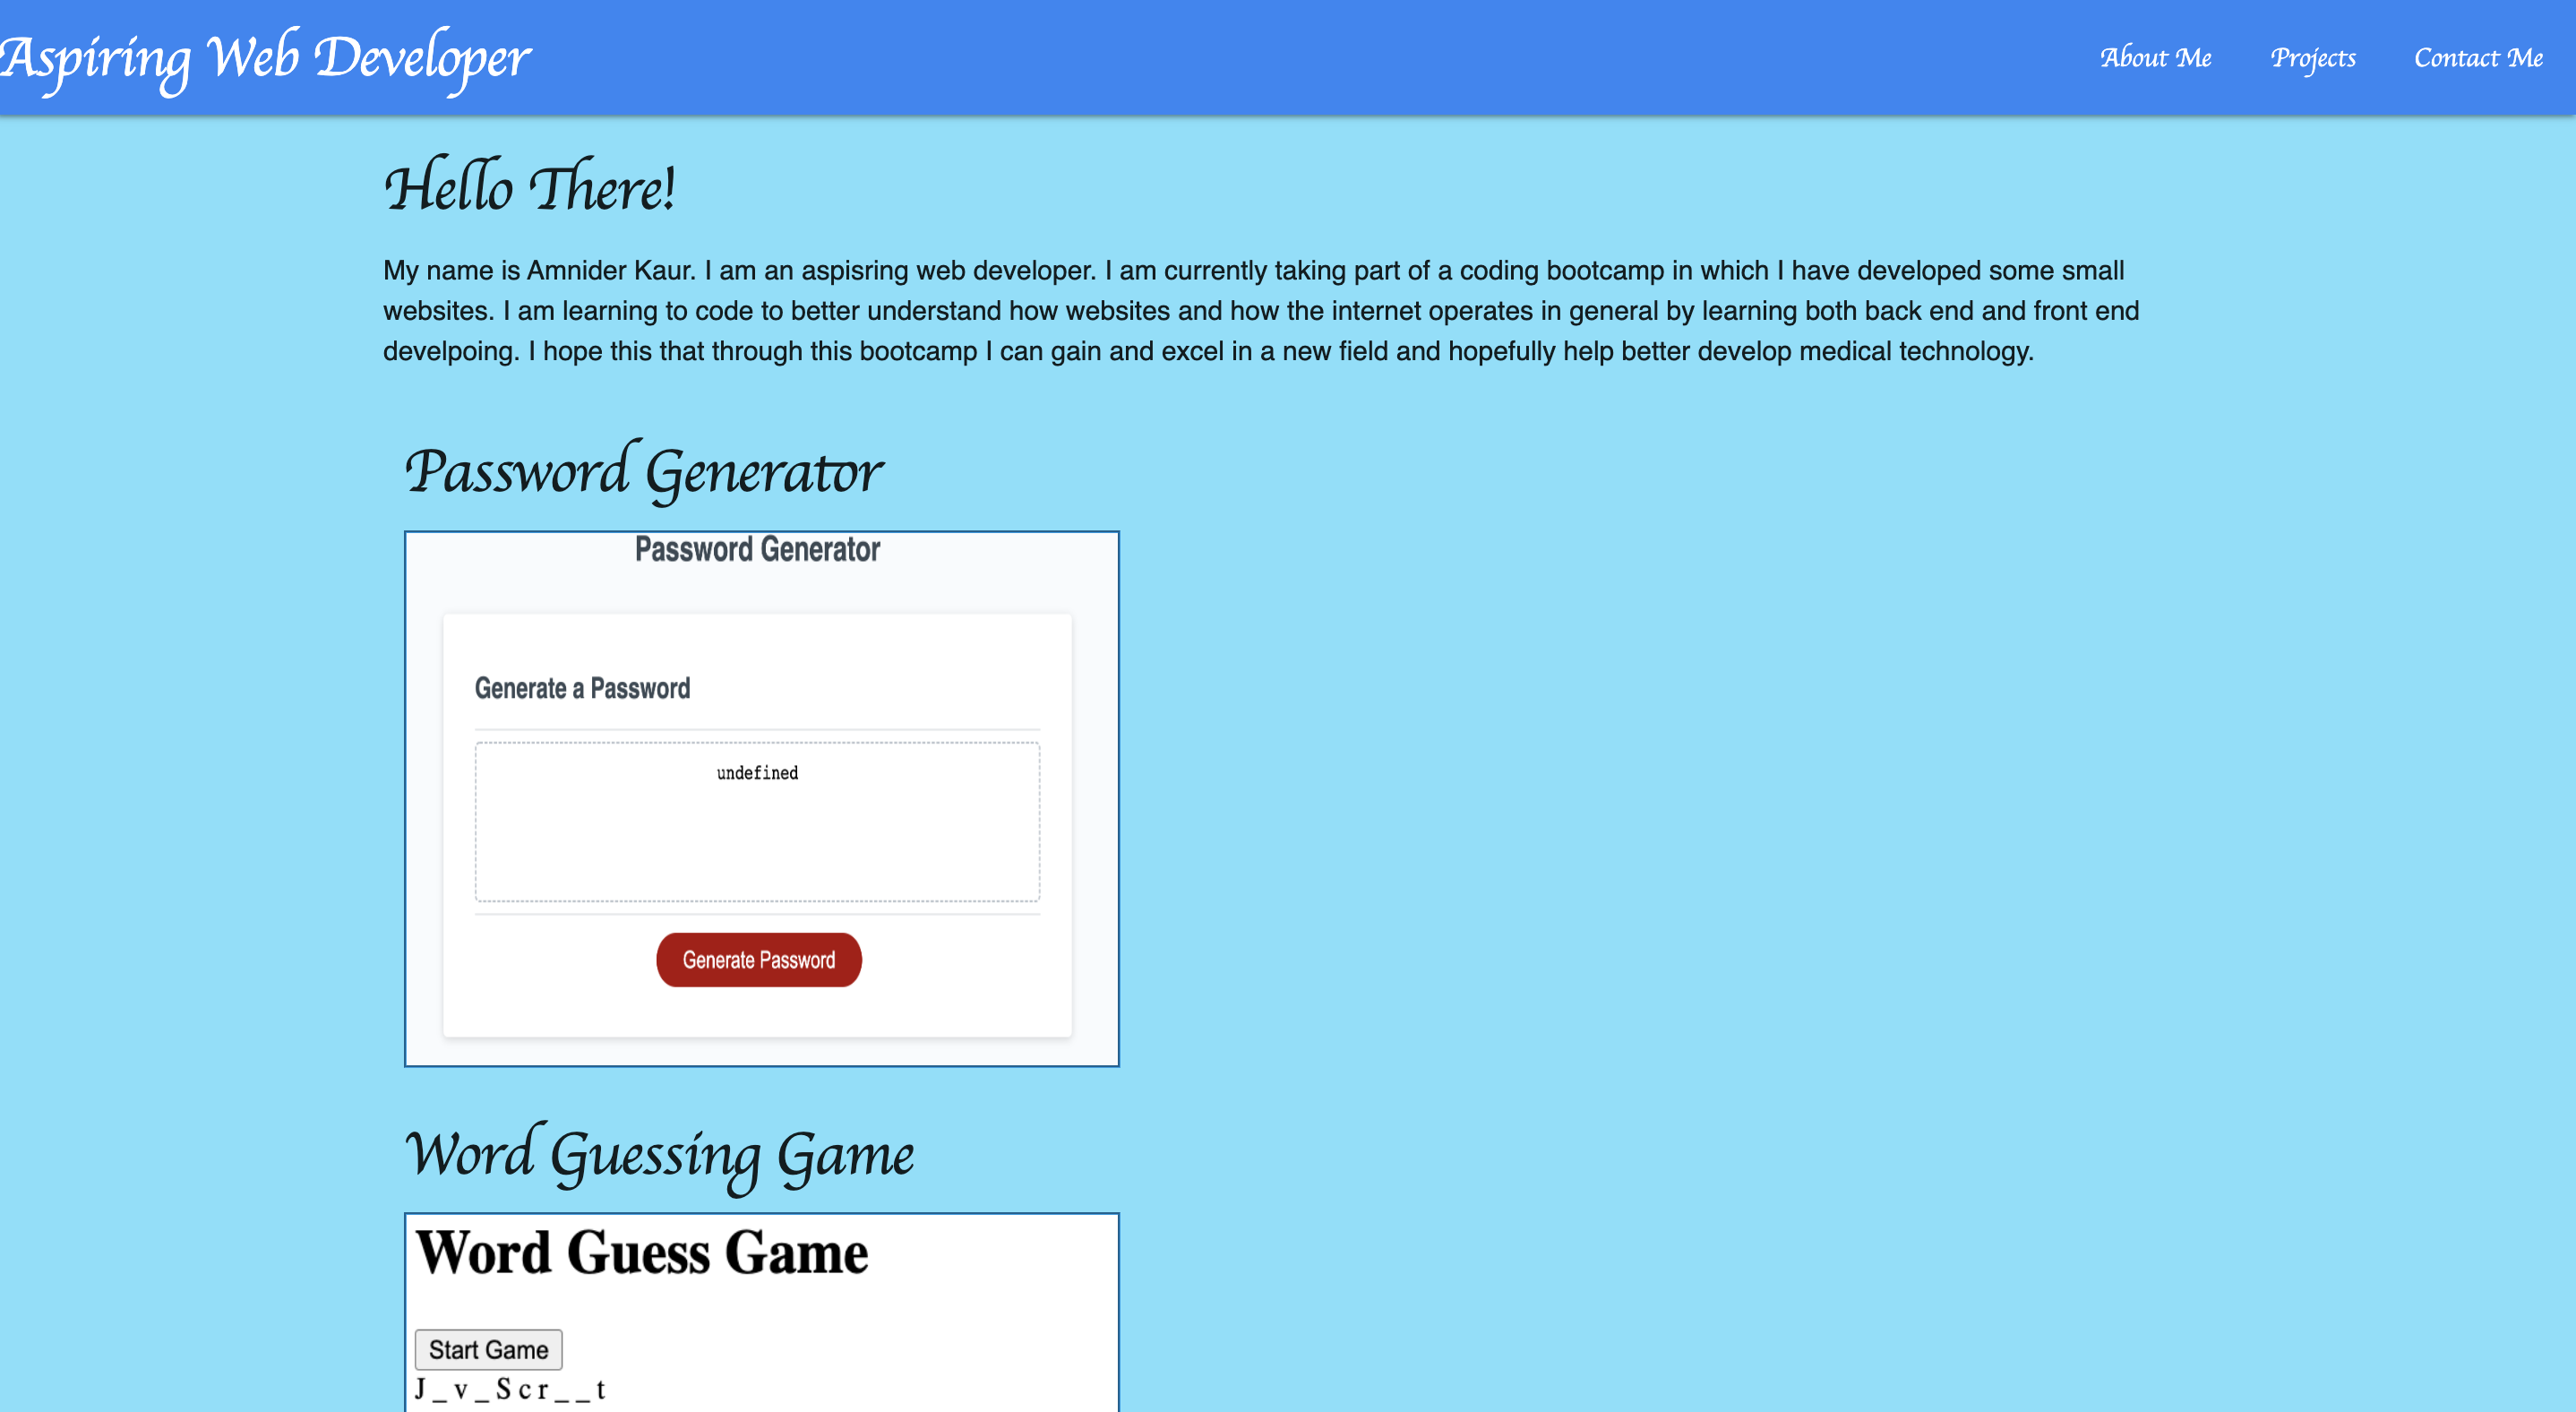 Aspiring Web Developer
About Me Projects Contact Me
Hello There!
My name is Amnider Kaur. I am an aspisring web developer. I am currently taking part of a coding bootcamp in which I have developed some small
websites. I am learning to code to better understand how websites and how the internet operates in general by learning both back end and front end
develpoing. I hope this that through this bootcamp I can gain and excel in a new field and hopefully help better develop medical technology.
Password Generator
Password Generator
Generate a Password
undefined
Generate Password
Word Guessing Game
Word Guess Game
Start Game
J _ v _ S c r _ _ t